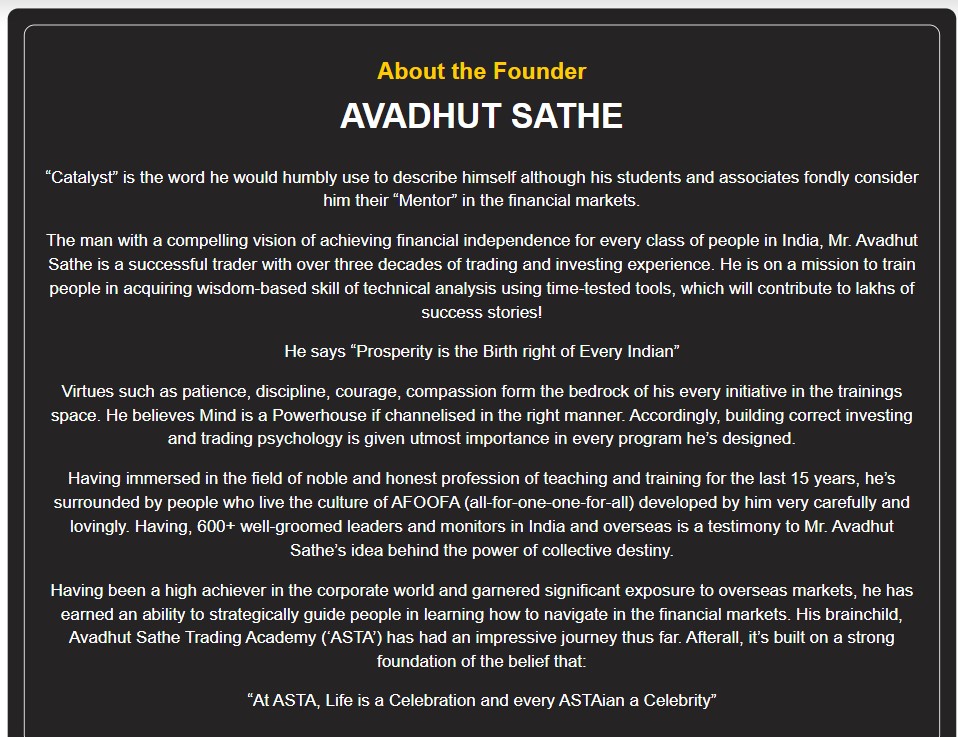 About the Founder
AVADHUT SATHE
“Catalyst” is the word he would humbly use to describe himself although his students and associates fondly consider
him their “Mentor” in the financial markets.
The man with a compelling vision of achieving financial independence for every class of people in India, Mr. Avadhut
Sathe is a successful trader with over three decades of trading and investing experience. He is on a mission to train
people in acquiring wisdom-based skill of technical analysis using time-tested tools, which will contribute to lakhs of
success stories!
He says “Prosperity is the Birth right of Every Indian”
Virtues such as patience, discipline, courage, compassion form the bedrock of his every initiative in the trainings
space. He believes Mind is a Powerhouse if channelised in the right manner. Accordingly, building correct investing
and trading psychology is given utmost importance in every program he’s designed.
Having immersed in the field of noble and honest profession of teaching and training for the last 15 years, he’s
surrounded by people who live the culture of AFOOFA (all-for-one-one-for-all) developed by him very carefully and
lovingly. Having, 600+ well-groomed leaders and monitors in India and overseas is a testimony to Mr. Avadhut
Sathe’s idea behind the power of collective destiny.
Having been a high achiever in the corporate world and garnered significant exposure to overseas markets, he has
earned an ability to strategically guide people in learning how to navigate in the financial markets. His brainchild,
Avadhut Sathe Trading Academy (‘ASTA’) has had an impressive journey thus far. Afterall, it’s built on a strong
foundation of the belief that:
“At ASTA, Life is a Celebration and every ASTAian a Celebrity”